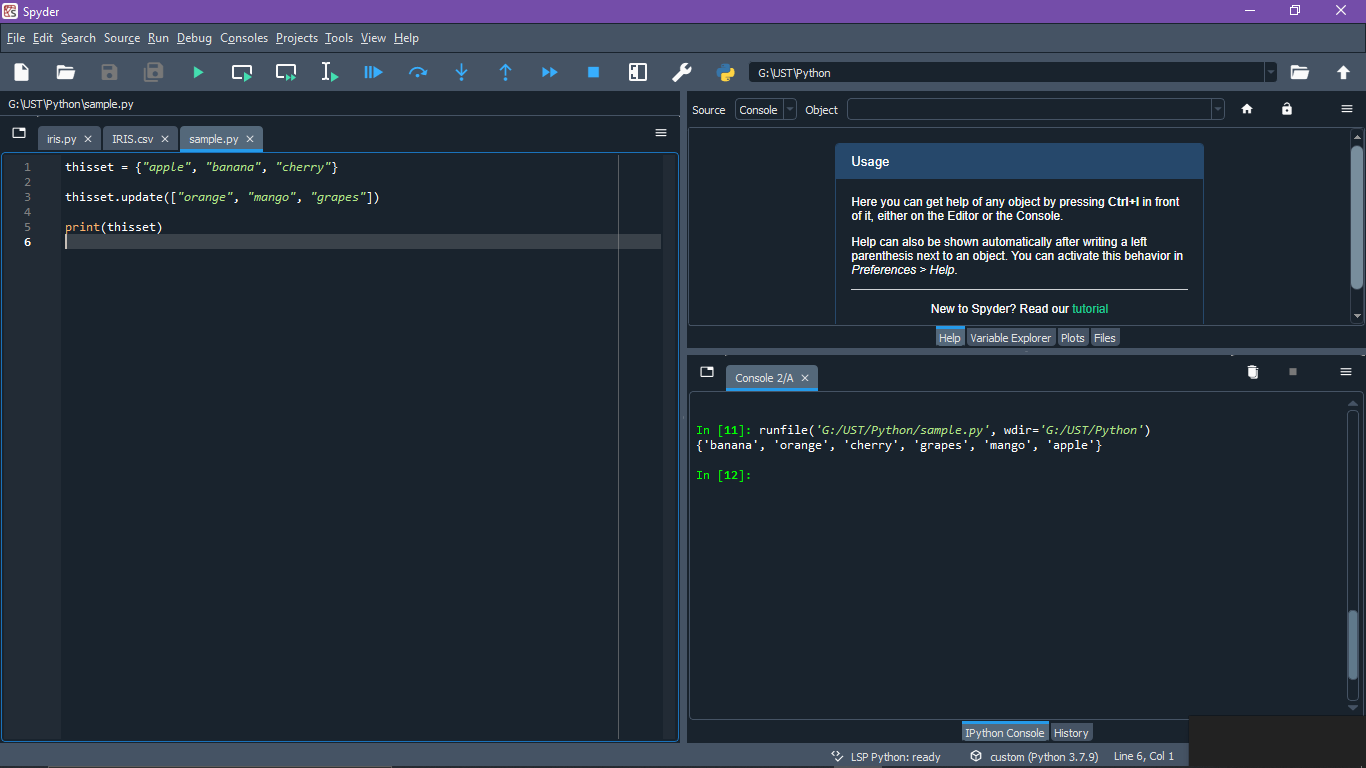 Spyder
File Edit Search Source Run Debug Consoles Projects Tools View Help
G:\UST\Python
G:\UST\Python\sample.py
iris.py IRIS.csv sample.py
1 thisset = {"apple", "banana", "cherry"}
2
3 thisset.update(["orange", "mango", "grapes"])
4
5 print(thisset)
6
Source Console Object
Usage
Here you can get help of any object by pressing Ctrl+I in front
of it, either on the Editor or the Console.
Help can also be shown automatically after writing a left
parenthesis next to an object. You can activate this behavior in
Preferences > Help.
New to Spyder? Read our tutorial
Help Variable Explorer Plots Files
Console 2/A
In [11]: runfile('G:/UST/Python/sample.py', wdir='G:/UST/Python')
{'banana', 'orange', 'cherry', 'grapes', 'mango', 'apple'}
In [12]:
IPython Console History
LSP Python: ready custom (Python 3.7.9) Line 6, Col 1